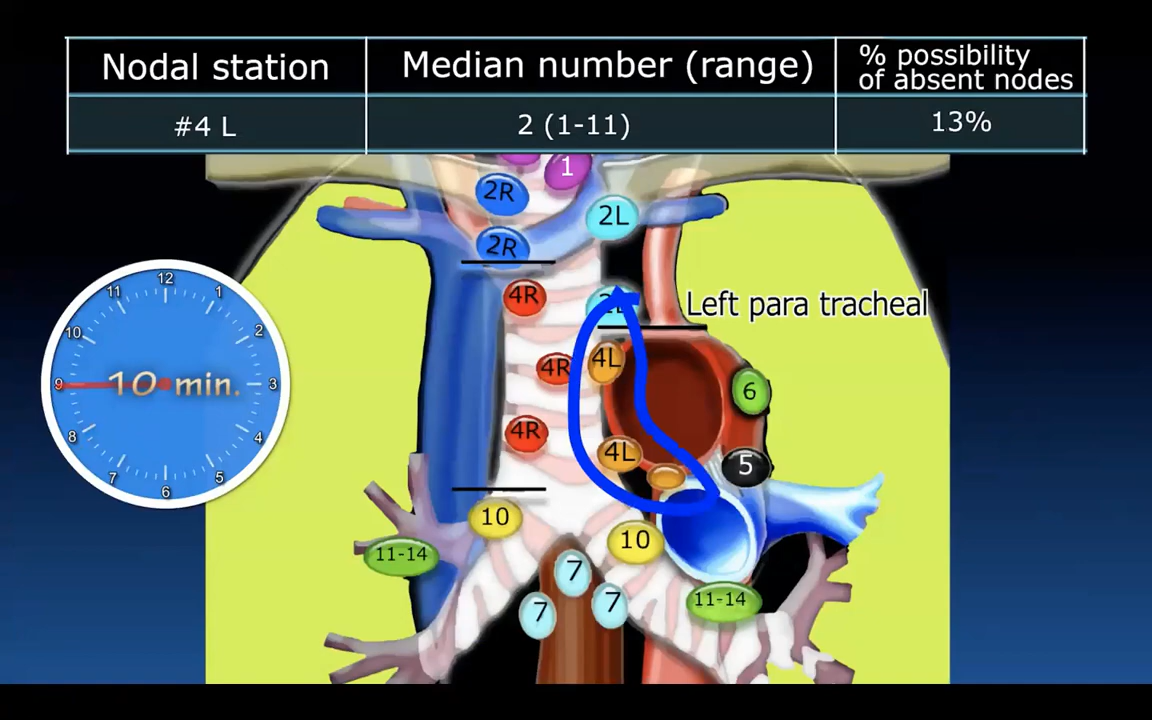 Nodal station
Median number (range)
% possibility
of absent nodes
#4 L
2 (1-11)
13%
1
2R
2L
2R
4R
Left para tracheal
4L
4R
6
4R
4L
5
10
10
11-14
7
7
7
11-14
12
1
2
3
4
5
6
7
8
9
10
11
10 min.